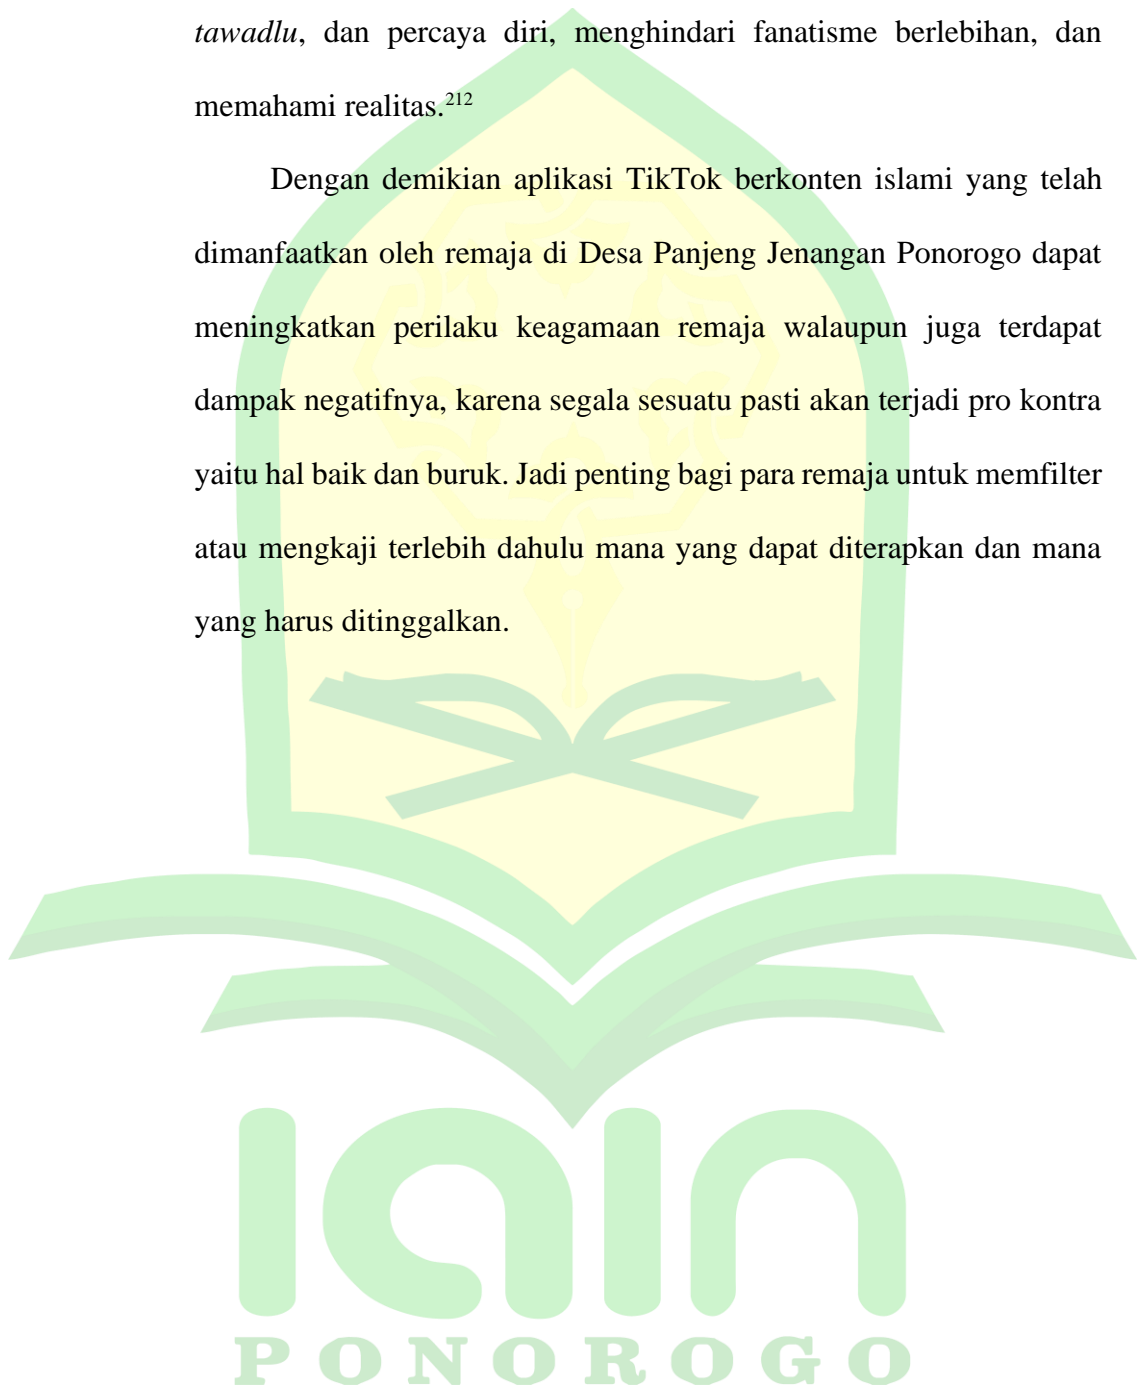 tawadlu, dan percaya diri, menghindari fanatisme berlebihan, dan
memahami realitas.212
Dengan demikian aplikasi TikTok berkonten islami yang telah
dimanfaatkan oleh remaja di Desa Panjeng Jenangan Ponorogo dapat
meningkatkan perilaku keagamaan remaja walaupun juga terdapat
dampak negatifnya, karena segala sesuatu pasti akan terjadi pro kontra
yaitu hal baik dan buruk. Jadi penting bagi para remaja untuk memfilter
atau mengkaji terlebih dahulu mana yang dapat diterapkan dan mana
yang harus ditinggalkan.
iain
PONOROGO